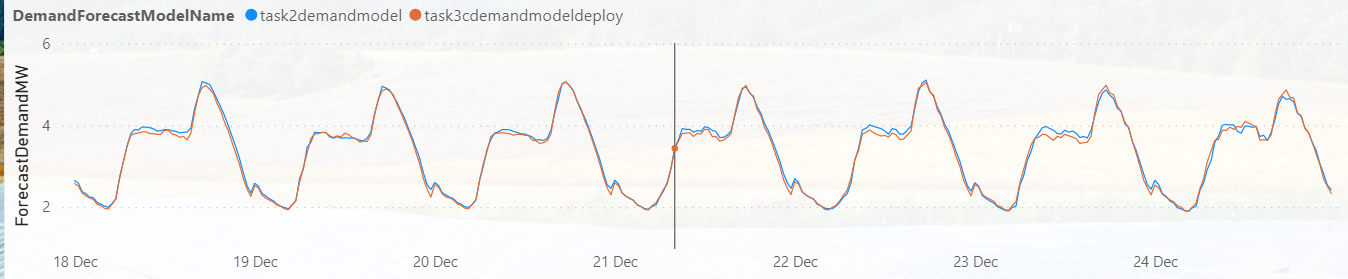 DemandForecastModelName task2demandmodel task3cdemandmodeldeploy
6
4
2
ForecastDemandMW
18 Dec 19 Dec 20 Dec 21 Dec 22 Dec 23 Dec 24 Dec